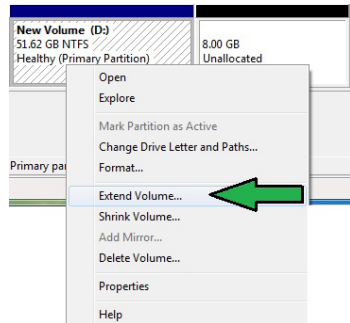 New Volume (D:)
51.62 GB NTFS
Healthy (Primary Partition)
8.00 GB
Unallocated
Open
Explore
Mark Partition as Active
Change Drive Letter and Paths...
Format...
Primary par
Extend Volume...
Shrink Volume...
Add Mirror...
Delete Volume...
Properties
Help